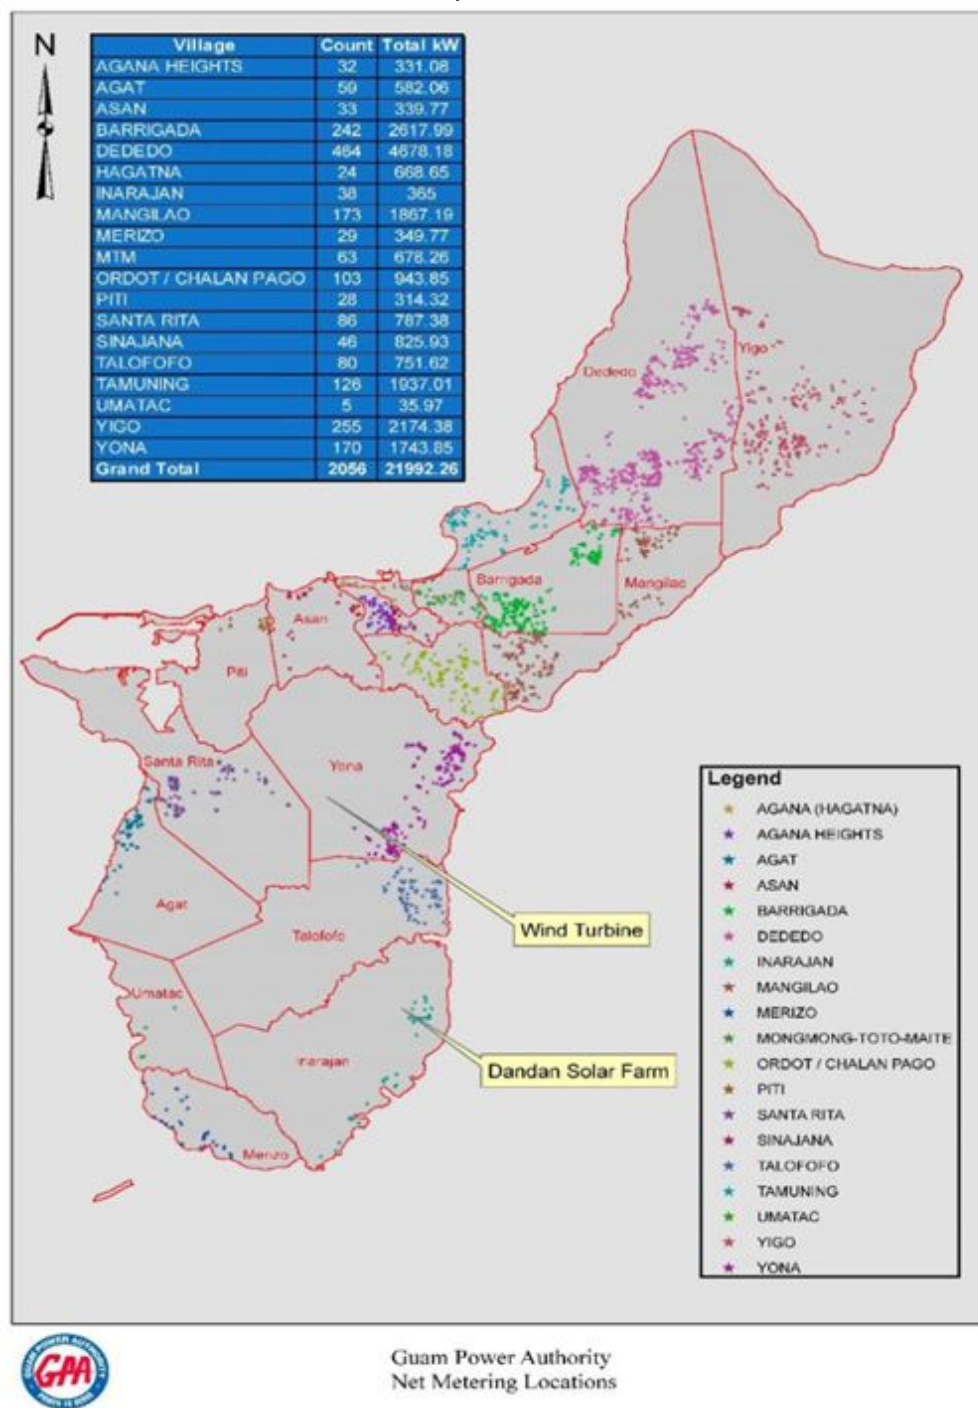 N
Village Count Total kW
AGANA HEIGHTS 32 331.08
AGAT 59 582.06
ASAN 33 339.77
BARRIGADA 242 2617.99
DEDEDO 464 4678.18
HAGATNA 24 668.65
INARAJAN 38 365
MANGILAO 173 1867.19
MERIZO 29 349.77
MTM 63 678.26
ORDOT / CHALAN PAGO 103 943.85
PITI 28 314.32
SANTA RITA 86 787.38
SINAJANA 46 825.93
TALOFOFO 80 751.62
TAMUNING 126 1937.01
UMATAC 5 35.97
YIGO 255 2174.38
YONA 170 1743.85
Grand Total 2056 21992.26
Yigo
Dededo
Barrigada
Mangilao
Asan
Piti
Santa Rita
Yona
Agat
Talofofo
Wind Turbine
Umatac
Inarajan
Dandan Solar Farm
Merizo
Legend
AGANA (HAGATNA)
AGANA HEIGHTS
AGAT
ASAN
BARRIGADA
DEDEDO
INARAJAN
MANGILAO
MERIZO
MONGMONG-TOTO-MAITE
ORDOT / CHALAN PAGO
PITI
SANTA RITA
SINAJANA
TALOFOFO
TAMUNING
UMATAC
YIGO
YONA
GUAM POWER AUTHORITY
GPA
Guam Power Authority
Net Metering Locations